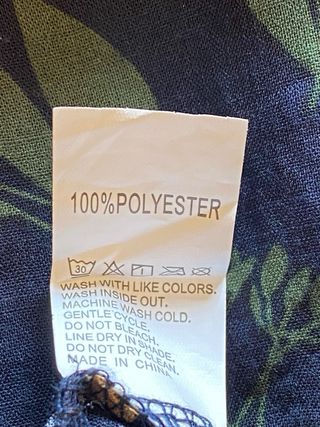 100%POLYESTER
30
WASH WITH LIKE COLORS.
WASH INSIDE OUT.
MACHINE WASH COLD.
GENTLE CYCLE.
DO NOT BLEACH.
LINE DRY IN SHADE.
DO NOT DRY CLEAN.
MADE IN CHINA